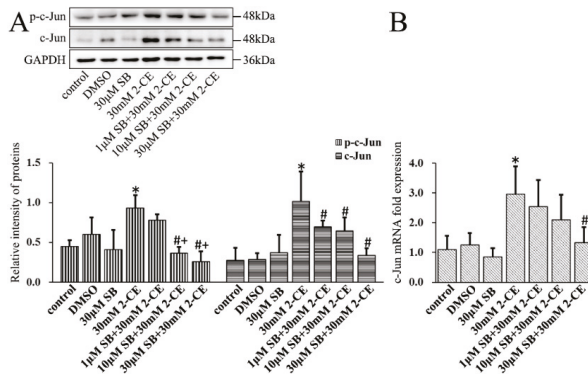 A
p-c-Jun
48kDa
c-Jun
48kDa
GAPDH
36kDa
control
DMSO
30μM SB
30mM 2-CE
1μM SB+30mM 2-CE
10μM SB+30mM 2-CE
30μM SB+30mM 2-CE
Relative intensity of proteins
1.5
1.0
0.5
0.0
p-c-Jun
c-Jun
*
#+
#+
*
#
#
#
control
DMSO
30μM SB
30mM 2-CE
1μM SB+30mM 2-CE
10μM SB+30mM 2-CE
30μM SB+30mM 2-CE
control
DMSO
30μM SB
30mM 2-CE
1μM SB+30mM 2-CE
10μM SB+30mM 2-CE
30μM SB+30mM 2-CE
B
c-Jun mRNA fold expression
4.0
3.0
2.0
1.0
0.0
*
#
control
DMSO
30μM SB
30mM 2-CE
1μM SB+30mM 2-CE
10μM SB+30mM 2-CE
30μM SB+30mM 2-CE